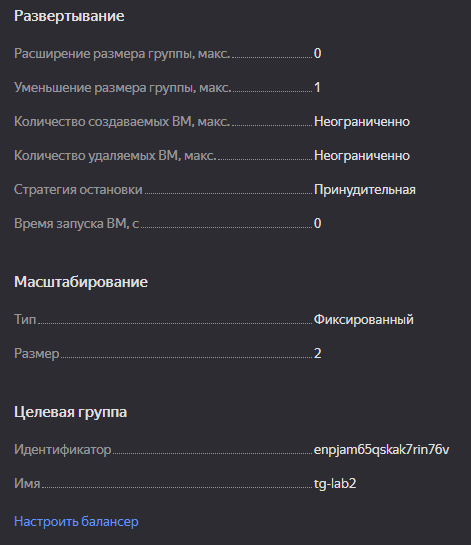 Развертывание
Расширение размера группы, макс. 0
Уменьшение размера группы, макс. 1
Количество создаваемых ВМ, макс. Неограниченно
Количество удаляемых ВМ, макс. Неограниченно
Стратегия остановки Принудительная
Время запуска ВМ, с 0
Масштабирование
Тип Фиксированный
Размер 2
Целевая группа
Идентификатор enpjam65qskak7rin76v
Имя tg-lab2
Настроить балансер